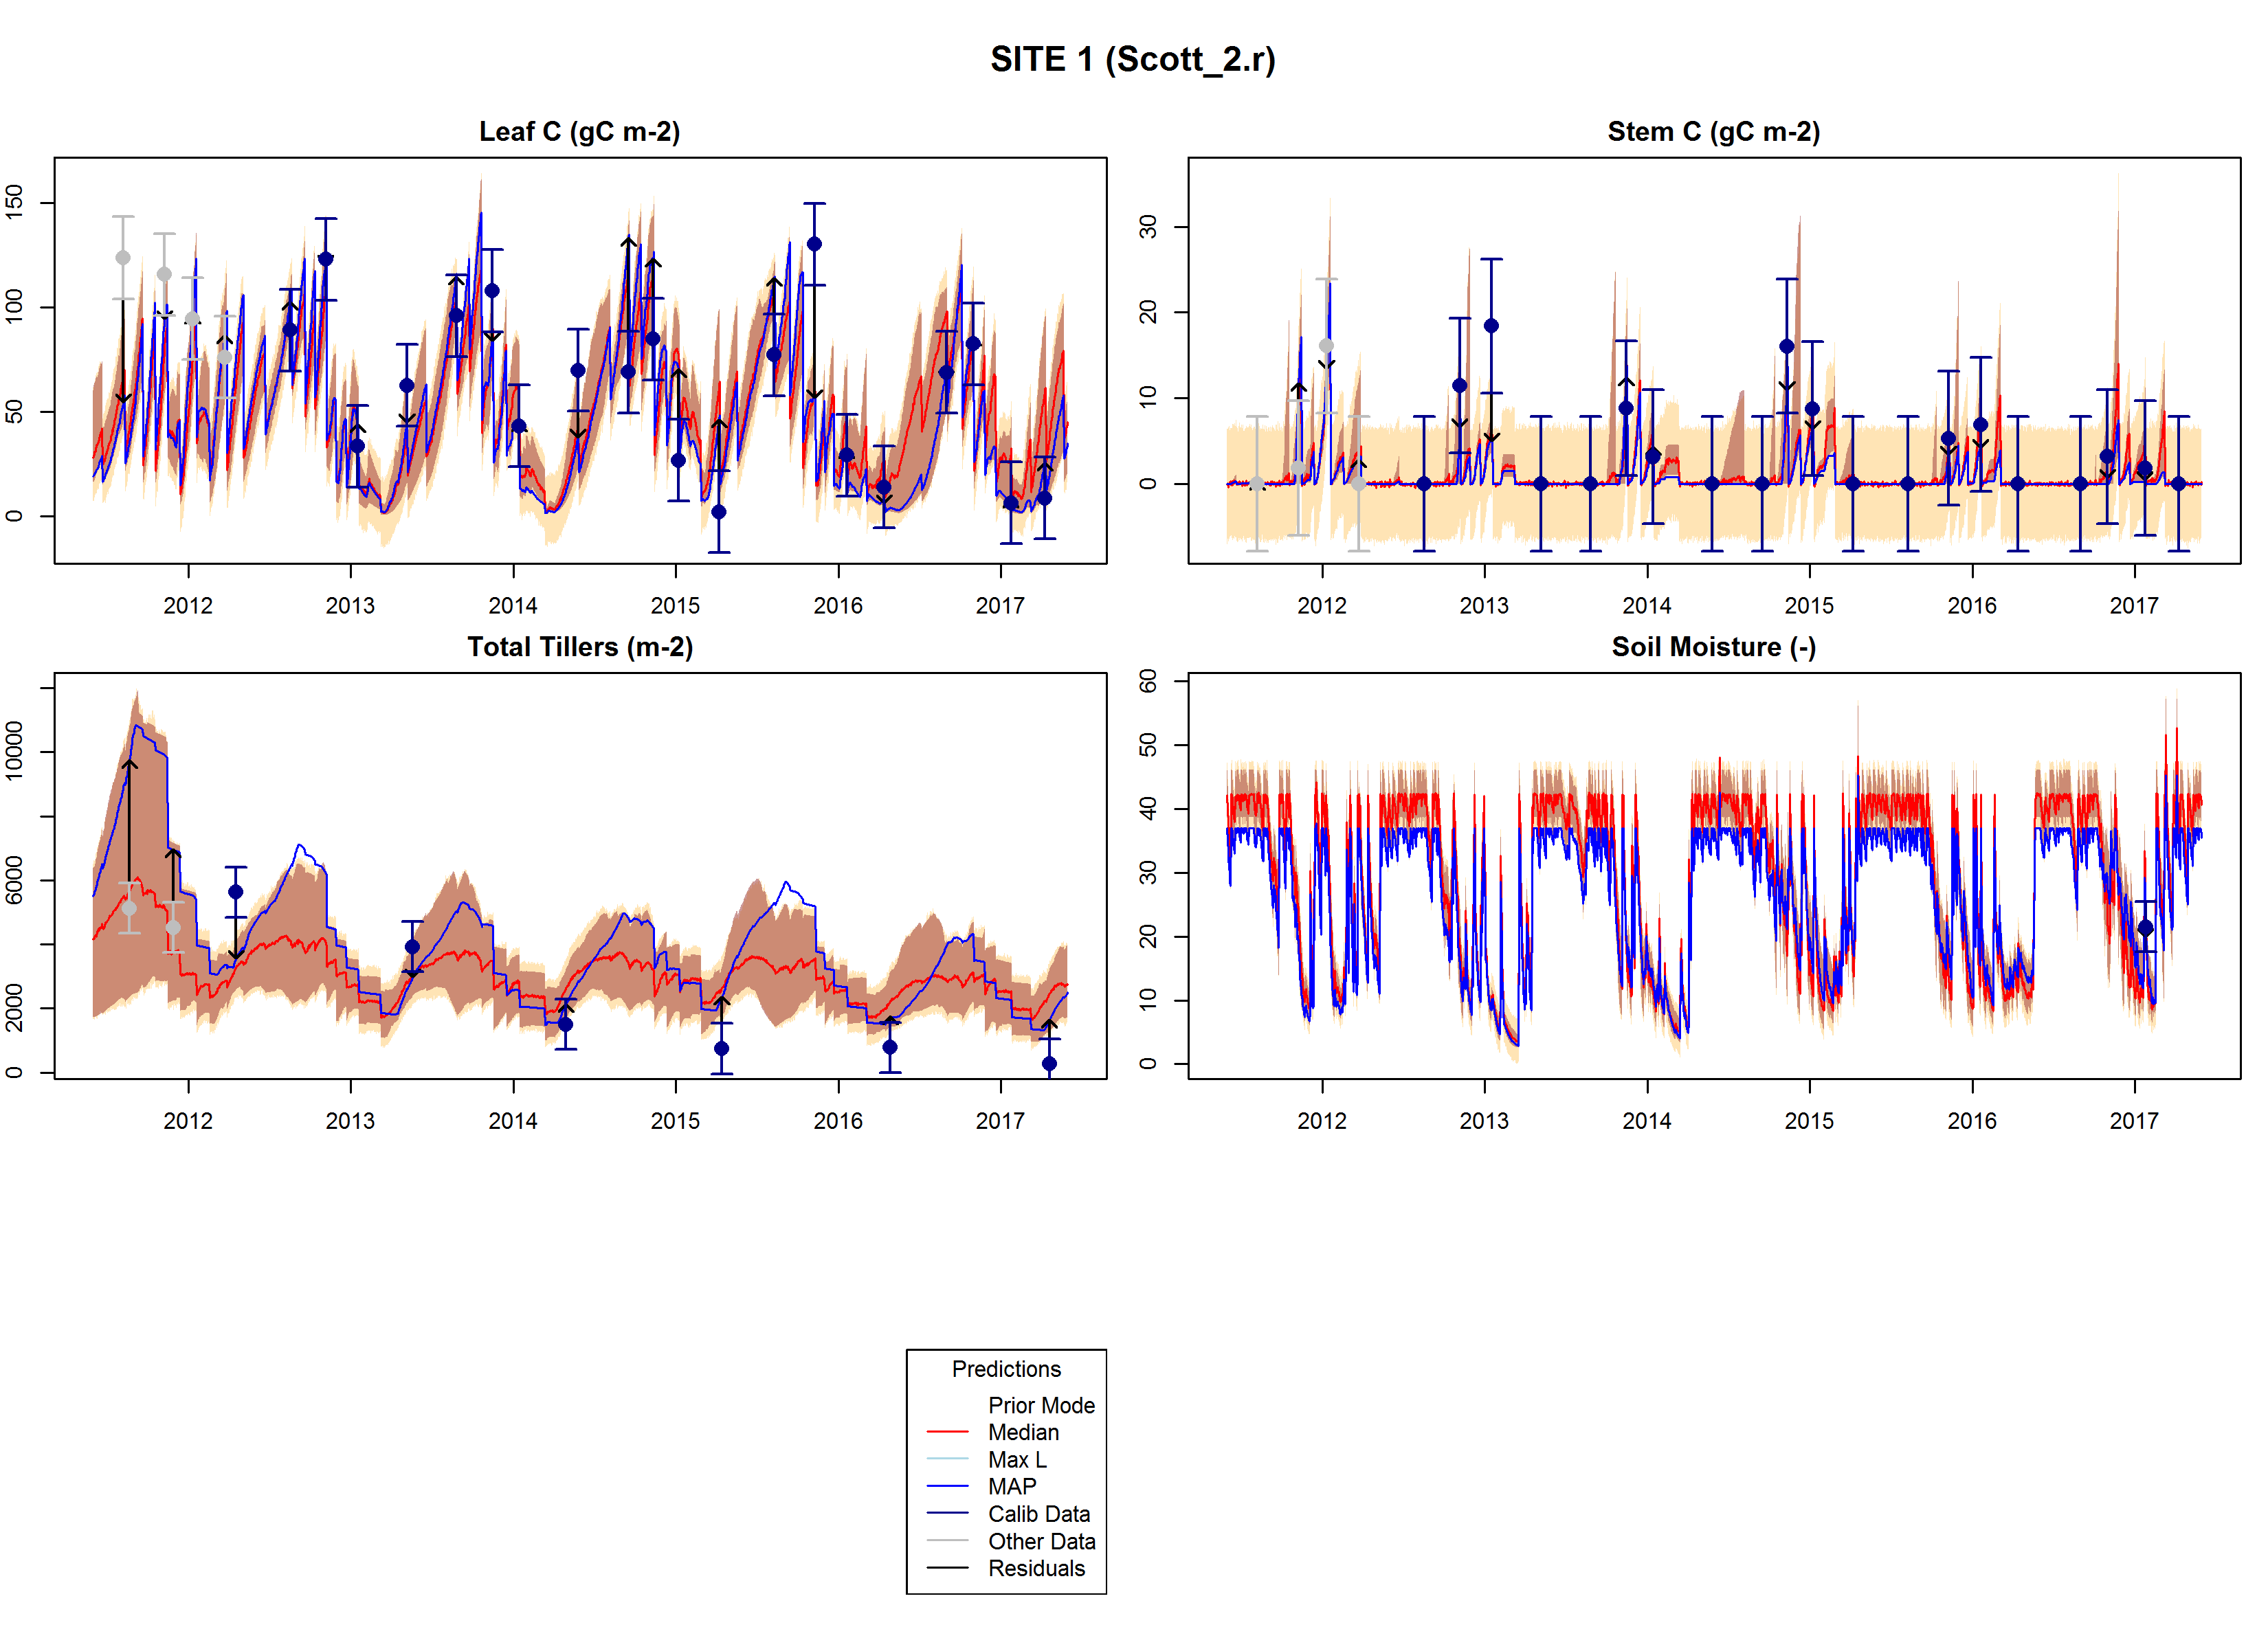 SITE 1 (Scott_2.r)
Leaf C (gC m-2)
0 50 100 150
2012 2013 2014 2015 2016 2017
Stem C (gC m-2)
0 10 20 30
2012 2013 2014 2015 2016 2017
Total Tillers (m-2)
0 2000 6000 10000
2012 2013 2014 2015 2016 2017
Soil Moisture (-)
0 10 20 30 40 50 60
2012 2013 2014 2015 2016 2017
Predictions
Prior Mode
Median
Max L
MAP
Calib Data
Other Data
Residuals